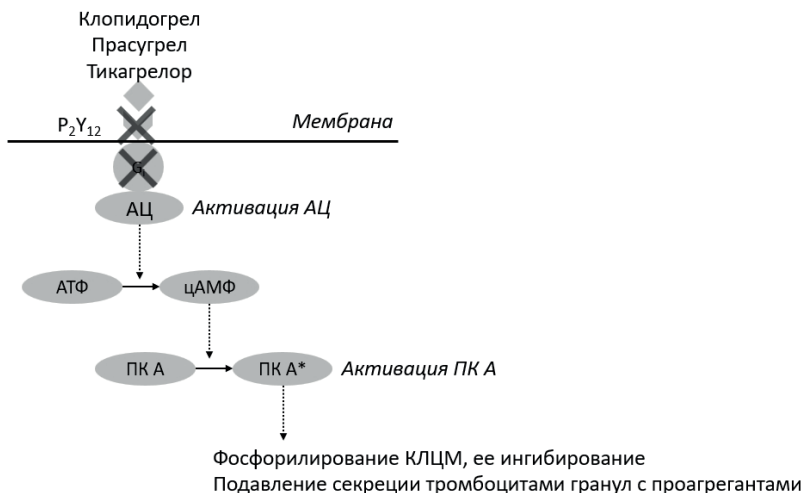 Клопидогрел
Прасугрел
Тикагрелор
P₂Y₁₂
Мембрана
Gᵢ
АЦ
Активация АЦ
АТФ
цАМФ
ПК А
ПК А*
Активация ПК А
Фосфорилирование КЛЦМ, ее ингибирование
Подавление секреции тромбоцитами гранул с проагрегантами